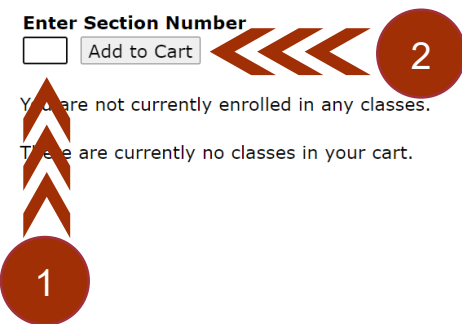 Enter Section Number
Add to Cart
2
You are not currently enrolled in any classes.
There are currently no classes in your cart.
1